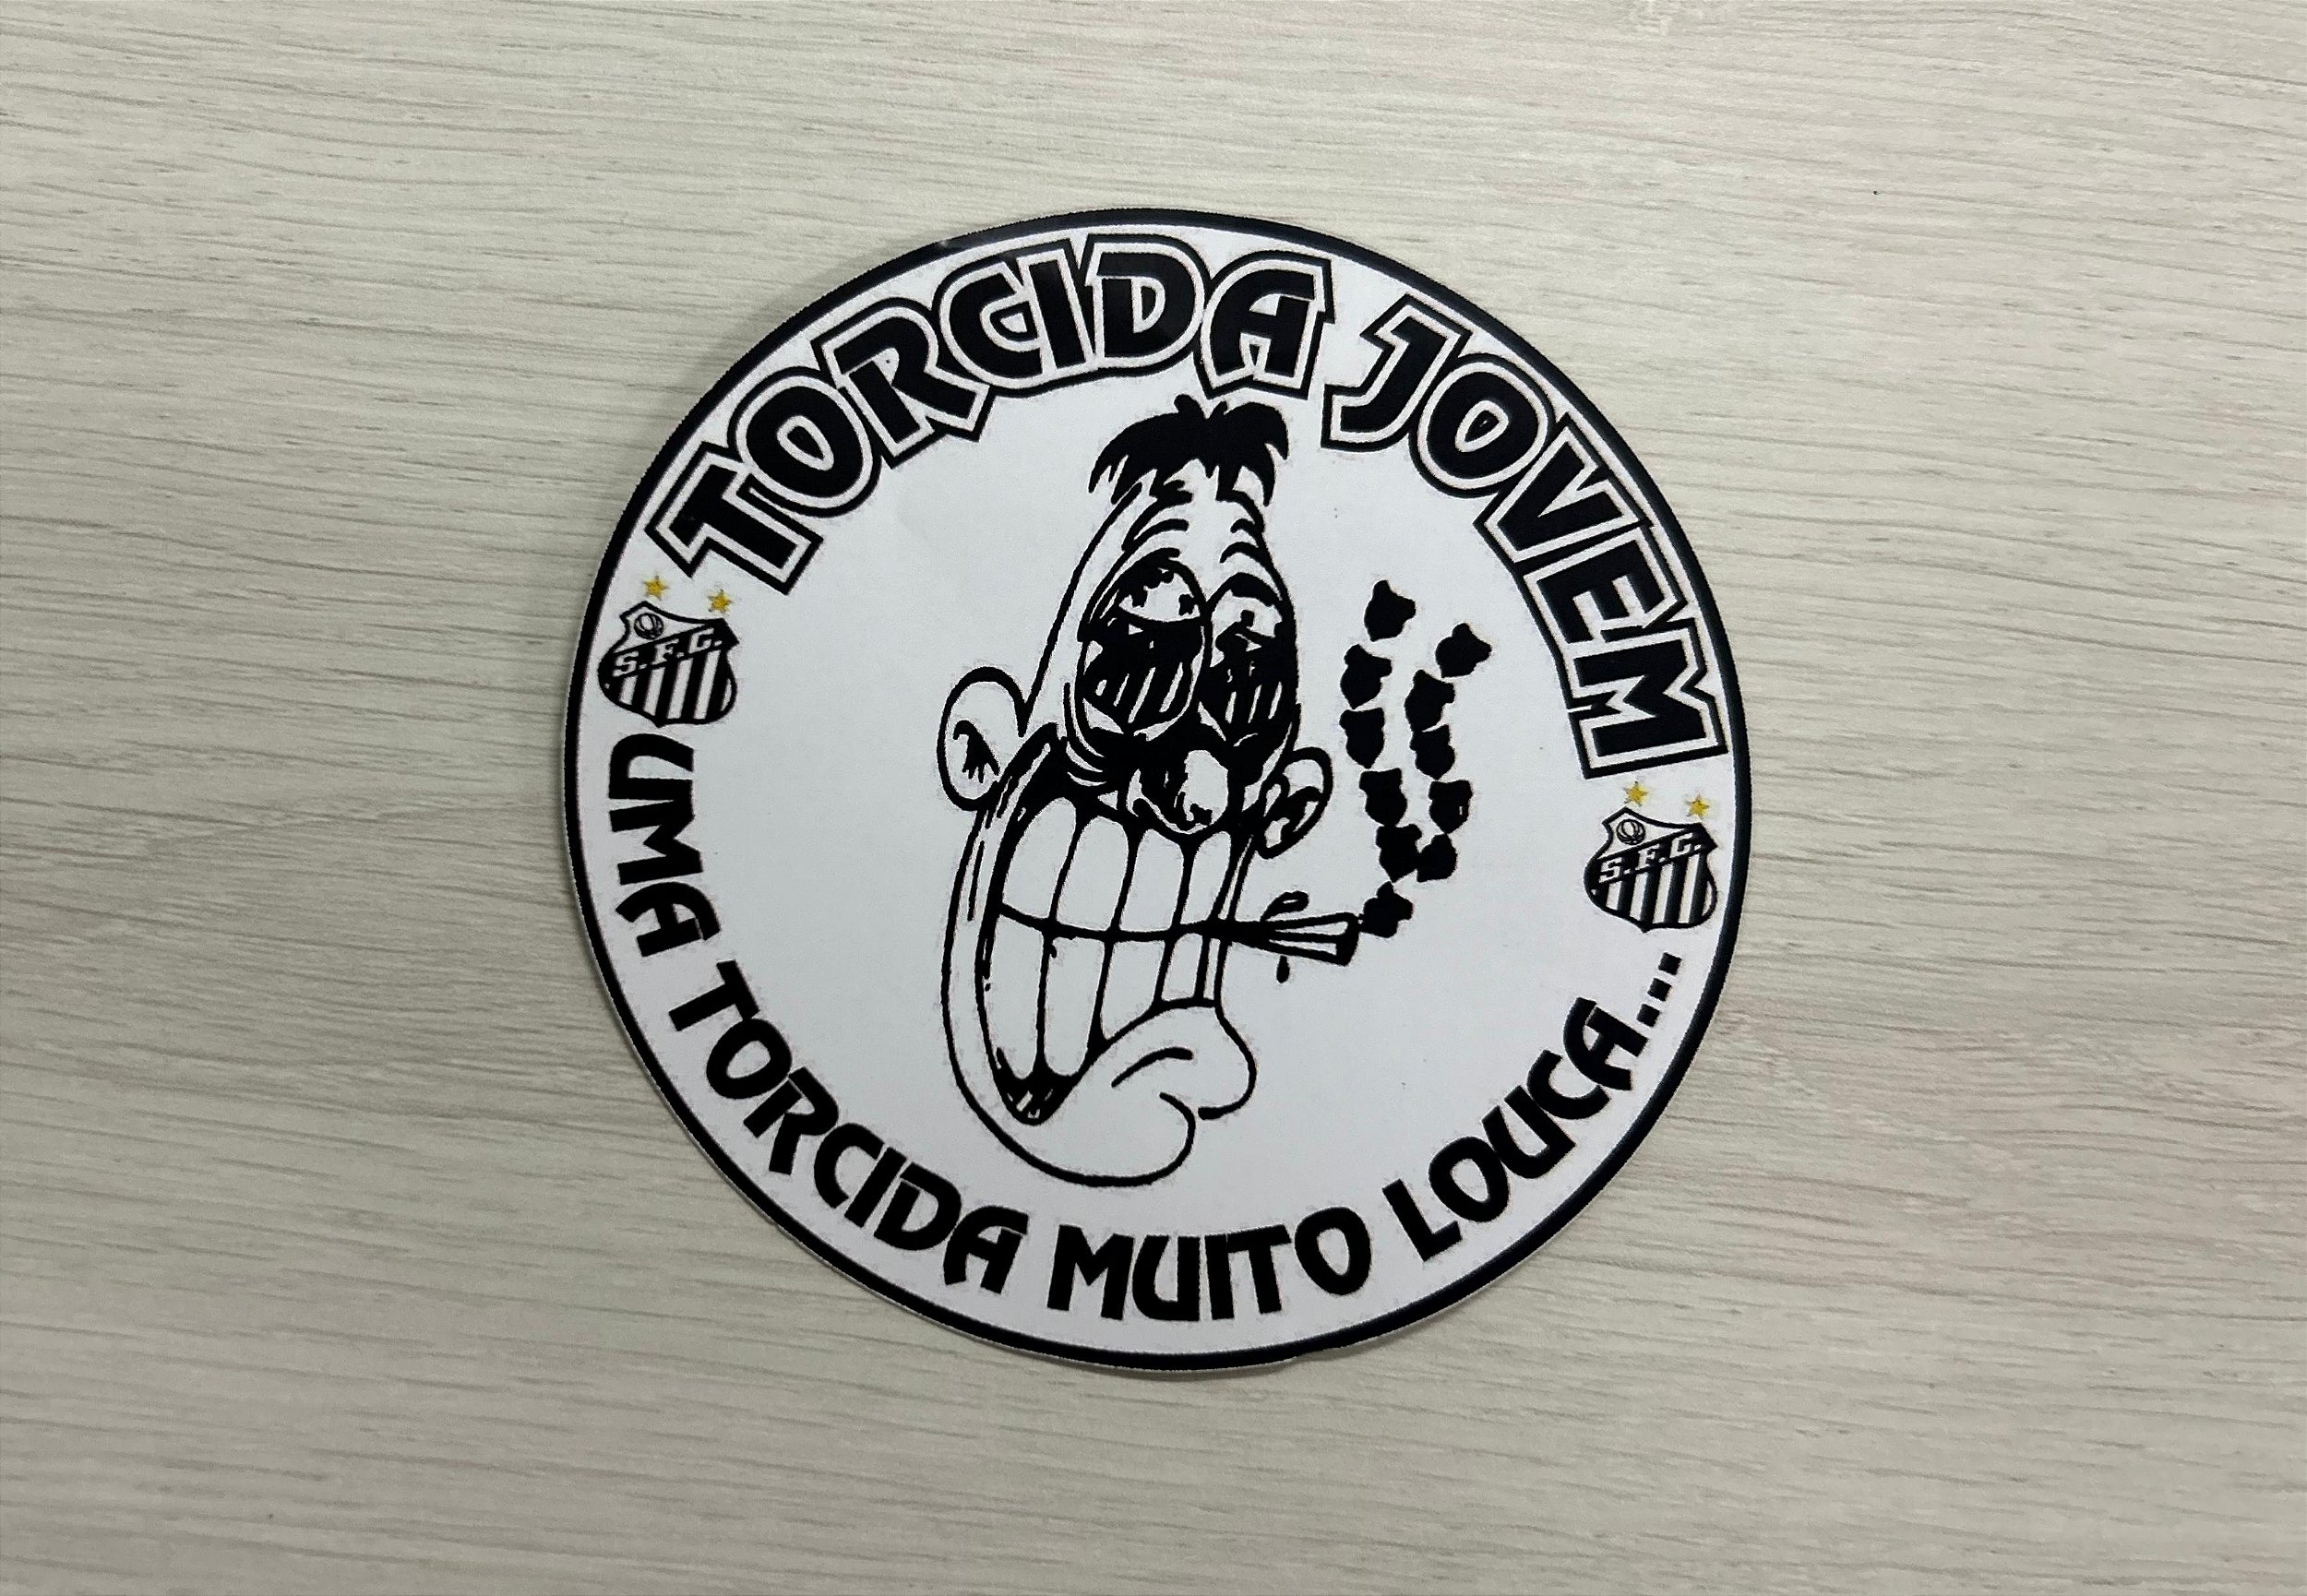 TORCIDA JOVEM
S.F.C.
S.F.C.
UMA TORCIDA MUITO LOUCA...